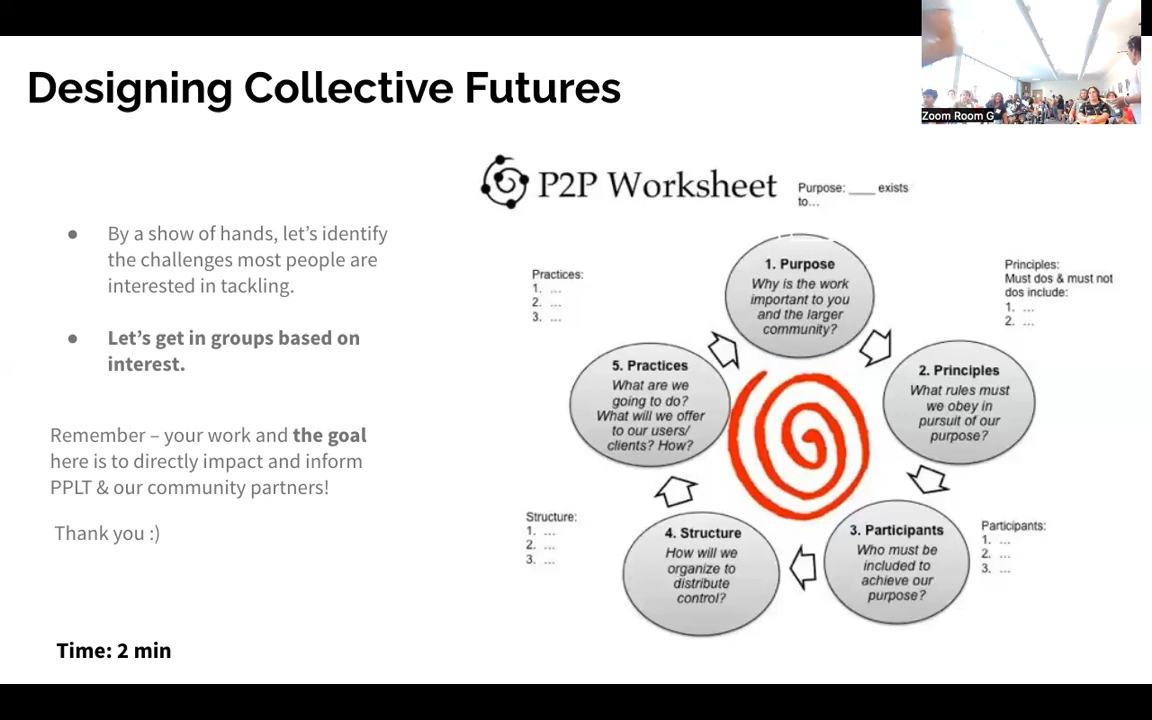 Designing Collective Futures
Zoom Room G
● By a show of hands, let’s identify
the challenges most people are
interested in tackling.
● Let’s get in groups based on
interest.
Remember – your work and the goal
here is to directly impact and inform
PPLT & our community partners!
Thank you :)
Time: 2 min
P2P Worksheet
Purpose: ____ exists
to...
1. Purpose
Why is the work
important to you
and the larger
community?
Principles:
Must dos & must not
dos include:
1. ...
2. ...
2. Principles
What rules must
we obey in
pursuit of our
purpose?
Participants:
1. ...
2. ...
3. ...
3. Participants
Who must be
included to
achieve our
purpose?
Structure:
1. ...
2. ...
3. ...
4. Structure
How will we
organize to
distribute
control?
Practices:
1. ...
2. ...
3. ...
5. Practices
What are we
going to do?
What will we offer
to our users/
clients? How?